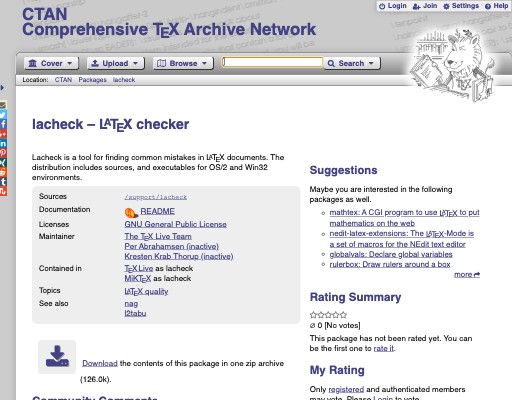 Login Join Settings Help
CTAN
Comprehensive TEX Archive Network
Cover Upload Browse Search
Location: CTAN Packages lacheck
lacheck – LATEX checker
Lacheck is a tool for finding common mistakes in LATEX documents. The
distribution includes sources, and executables for OS/2 and Win32
environments.
Sources /support/lacheck
Documentation README
Licenses GNU General Public License
Maintainer The TEX Live Team
Per Abrahamsen (inactive)
Kresten Krab Thorup (inactive)
Contained in TEX Live as lacheck
MiKTEX as lacheck
Topics LATEX quality
See also nag
l2tabu
Download the contents of this package in one zip archive
(126.0k).
Community Comments
Suggestions
Maybe you are interested in the following
packages as well.
mathtex: A CGI program to use LATEX to put
mathematics on the web
nedit-latex-extensions: The LATEX-Mode is
a set of macros for the NEdit text editor
globalvals: Declare global variables
rulerbox: Draw rulers around a box
more
Rating Summary
⌀ 0 [No votes]
This package has not been rated yet. You can
be the first one to rate it.
My Rating
Only registered and authenticated members
may vote. Please Login to vote.